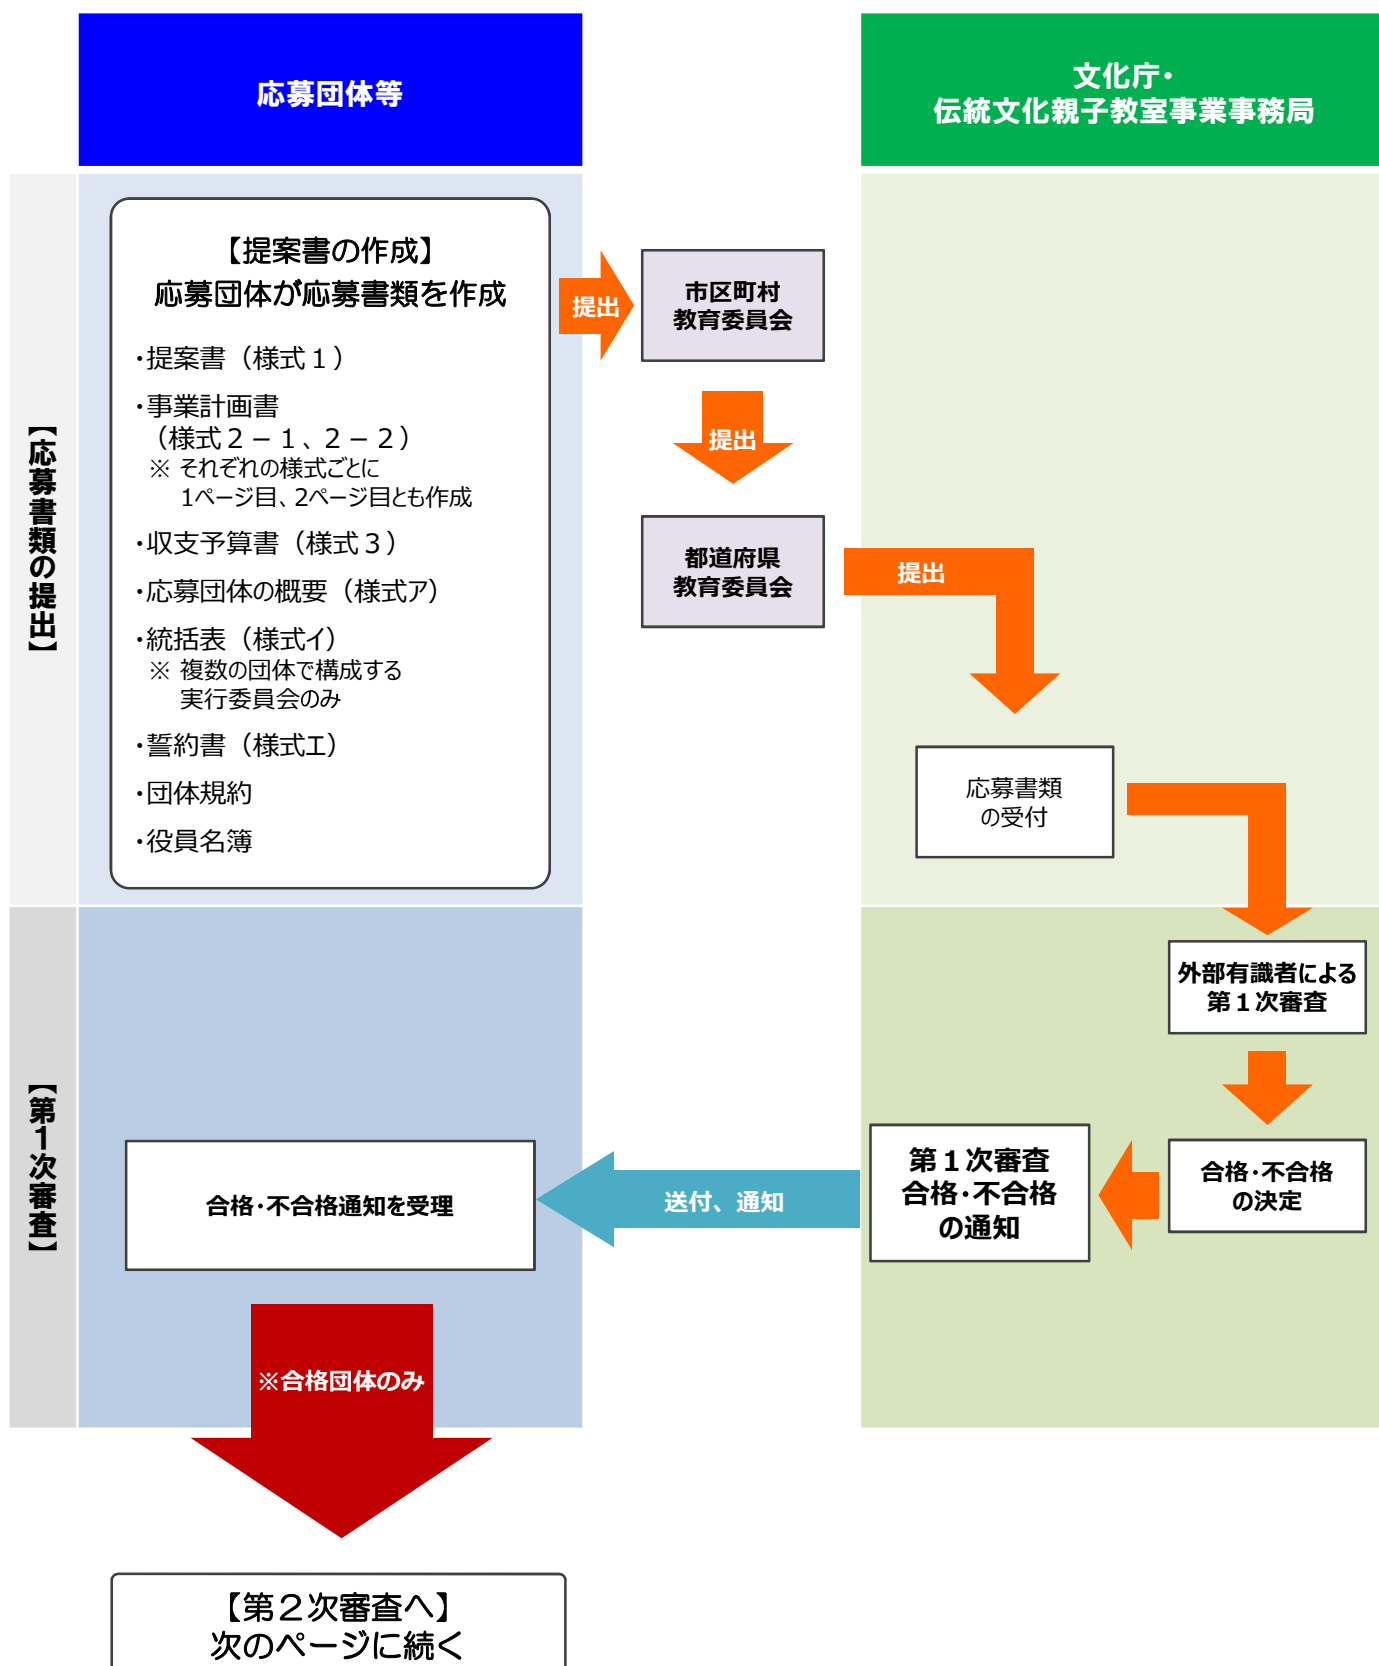 応募団体等
文化庁・
伝統文化親子教室事業事務局
【応募書類の提出】
【提案書の作成】
応募団体が応募書類を作成
・提案書（様式１）
・事業計画書
（様式２－１、２－２）
※ それぞれの様式ごとに
1ページ目、2ページ目とも作成
・収支予算書（様式３）
・応募団体の概要（様式ア）
・統括表（様式イ）
※ 複数の団体で構成する
実行委員会のみ
・誓約書（様式エ）
・団体規約
・役員名簿
提出
市区町村
教育委員会
提出
都道府県
教育委員会
提出
応募書類
の受付
【第１次審査】
外部有識者による
第１次審査
合格・不合格
の決定
第１次審査
合格・不合格
の通知
送付、通知
合格・不合格通知を受理
※合格団体のみ
【第２次審査へ】
次のページに続く